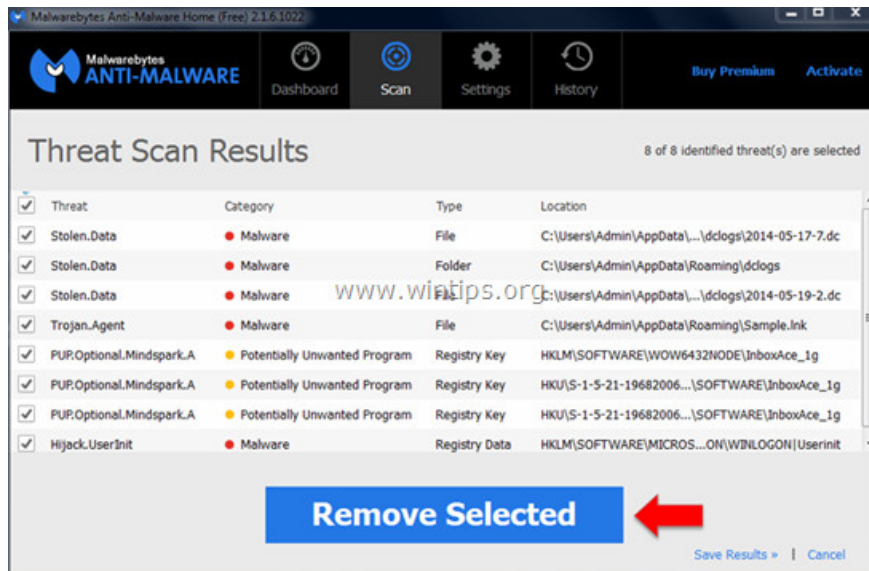 Malwarebytes Anti-Malware Home (Free) 2.1.6.1022
Malwarebytes
ANTI-MALWARE
Dashboard
Scan
Settings
History
Buy Premium
Activate
Threat Scan Results
8 of 8 identified threat(s) are selected
Threat Category Type Location
Stolen.Data Malware File C:\Users\Admin\AppData\...\dclogs\2014-05-17-7.dc
Stolen.Data Malware Folder C:\Users\Admin\AppData\Roaming\dclogs
Stolen.Data Malware File C:\Users\Admin\AppData\...\dclogs\2014-05-19-2.dc
www.wintips.org
Trojan.Agent Malware File C:\Users\Admin\AppData\Roaming\Sample.lnk
PUP.Optional.Mindspark.A Potentially Unwanted Program Registry Key HKLM\SOFTWARE\WOW6432NODE\InboxAce_1g
PUP.Optional.Mindspark.A Potentially Unwanted Program Registry Key HKU\S-1-5-21-19682006...\SOFTWARE\InboxAce_1g
PUP.Optional.Mindspark.A Potentially Unwanted Program Registry Key HKU\S-1-5-21-19682006...\SOFTWARE\InboxAce_1g
Hijack.UserInit Malware Registry Data HKLM\SOFTWARE\MICROS...ON\WINLOGON|Userinit
Remove Selected
Save Results » | Cancel